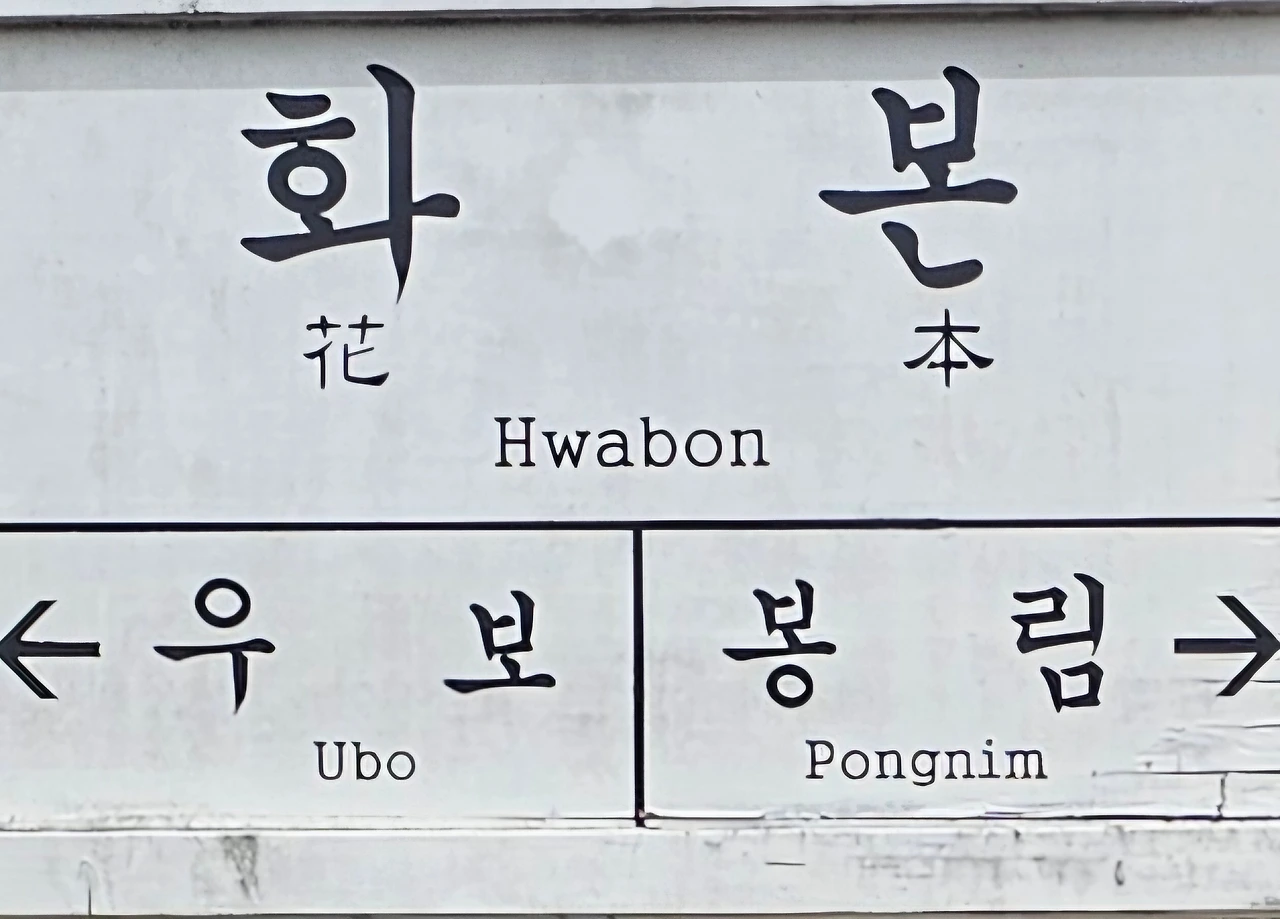 화 본
花 本
Hwabon
← 우 보
Ubo
봉 림 →
Pongnim